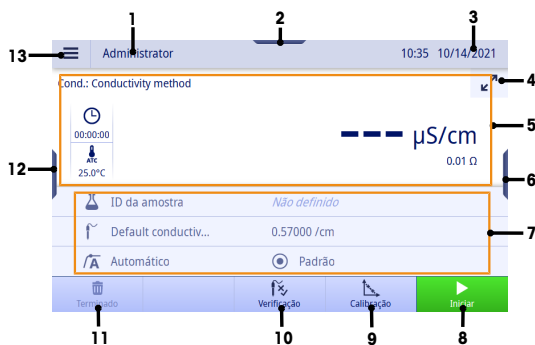 1 2 3
13 Administrator 10:35 10/14/2021
Cond.: Conductivity method 4
00:00:00 --- µS/cm 5
ATC 0.01 Ω
25.0°C
12 6
ID da amostra Não definido
Default conductiv... 0.57000 /cm 7
A Automático Padrão
Terminado Verificação Calibração Iniciar
11 10 9 8